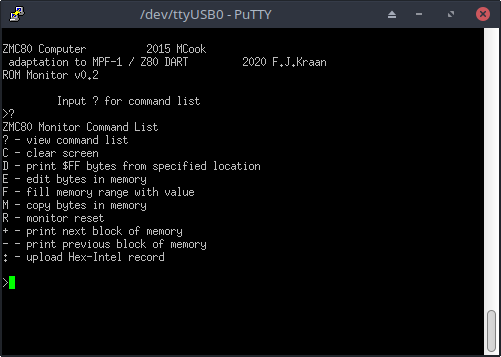 /dev/ttyUSB0 - PuTTY
ZMC80 Computer 2015 MCook
adaptation to MPF-1 / Z80 DART 2020 F.J.Kraan
ROM Monitor v0.2
Input ? for command list
>?
ZMC80 Monitor Command List
? - view command list
C - clear screen
D - print $FF bytes from specified location
E - edit bytes in memory
F - fill memory range with value
M - copy bytes in memory
R - monitor reset
+ - print next block of memory
- - print previous block of memory
: - upload Hex-Intel record
>